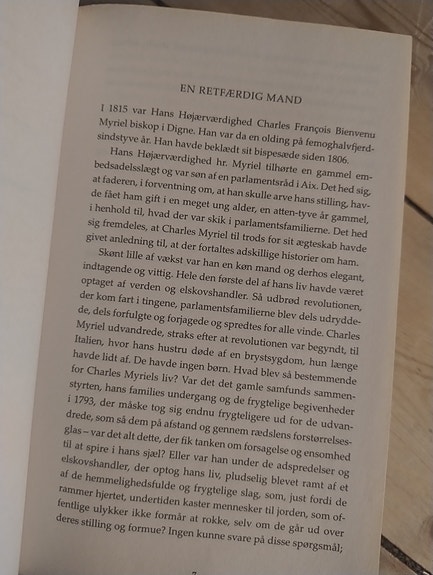 EN RETFÆRDIG MAND
I 1815 var Hans Højærværdighed Charles François Bienvenu
Myriel biskop i Digne. Han var da en olding på femoghalvfjerd-
sindstyve år. Han havde beklædt sit bispesæde siden 1806.
Hans Højærværdighed hr. Myriel tilhørte en gammel em-
bedsadelsslægt og var søn af en parlamentsråd i Aix. Det hed sig,
at faderen, i forventning om, at han skulle arve hans stilling, hav-
de fået ham gift i en meget ung alder, en atten-tyve år gammel,
i henhold til, hvad der var skik i parlamentsfamilierne. Det hed
sig fremdeles, at Charles Myriel til trods for sit ægteskab havde
givet anledning til, at der fortaltes adskillige historier om ham.
Skønt lille af vækst var han en køn mand og derhos elegant,
indtagende og vittig. Hele den første del af hans liv havde været
optaget af verden og elskovshandler. Så udbrød revolutionen,
der kom fart i tingene, parlamentsfamilierne blev dels udrydde-
de, dels forfulgte og forjagede og spredtes for alle vinde. Charles
Myriel udvandrede, straks efter at revolutionen var begyndt, til
Italien, hvor hans hustru døde af en brystsygdom, hun længe
havde lidt af. De havde ingen børn. Hvad blev så bestemmende
for Charles Myriels liv? Var det det gamle samfunds sammen-
styrten, hans families undergang og de frygtelige begivenheder
i 1793, der måske tog sig endnu frygteligere ud for de udvan-
drede, som så dem på afstand og gennem rædslens forstørrelses-
glas – var det alt dette, der fik tanken om forsagelse og ensomhed
til at spire i hans sjæl? Eller var han under de adspredelser og
elskovshandler, der optog hans liv, pludselig blevet ramt af et
af de hemmelighedsfulde og frygtelige slag, som, just fordi de
rammer hjertet, undertiden kaster mennesker til jorden, som of-
fentlige ulykker ikke formår at rokke, selv om de går ud over
deres stilling og formue? Ingen kunne svare på disse spørgsmål;